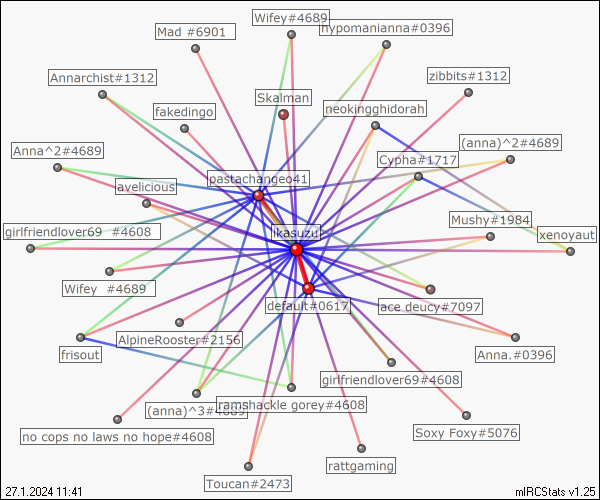 Wifey#4689
Mad #6901
hypomanianna#0396
Annarchist#1312
zibbits#1312
Skalman
fakedingo
neokingghidorah
Anna^2#4689
(anna)^2#4689
Cypha#1717
pastachangeo41
avelicious
Mushy#1984
girlfriendlover69 #4608
likasuzu
xenoyaut
Wifey #4689
default#0617
ace_deucy#7097
AlpineRooster#2156
frisout
Anna.#0396
girlfriendlover69#4608
(anna)^3#4689
ramshackle gorey#4608
no cops no laws no hope#4608
Soxy Foxy#5076
rattgaming
Toucan#2473
27.1.2024 11:41
mIRCStats v1.25